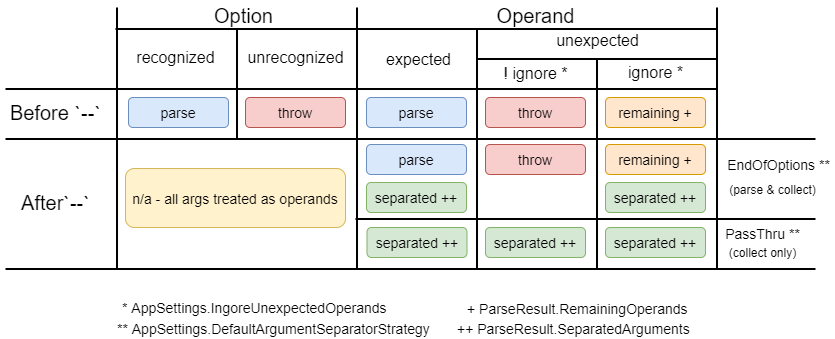 Option Operand
recognized unrecognized expected unexpected
! ignore * ignore *
Before `--` parse throw parse throw remaining +
After`--` n/a - all args treated as operands parse throw remaining + EndOfOptions **
separated ++ separated ++ (parse & collect)
separated ++ separated ++ separated ++ PassThru **
(collect only)
* AppSettings.IngoreUnexpectedOperands + ParseResult.RemainingOperands
** AppSettings.DefaultArgumentSeparatorStrategy ++ ParseResult.SeparatedArguments